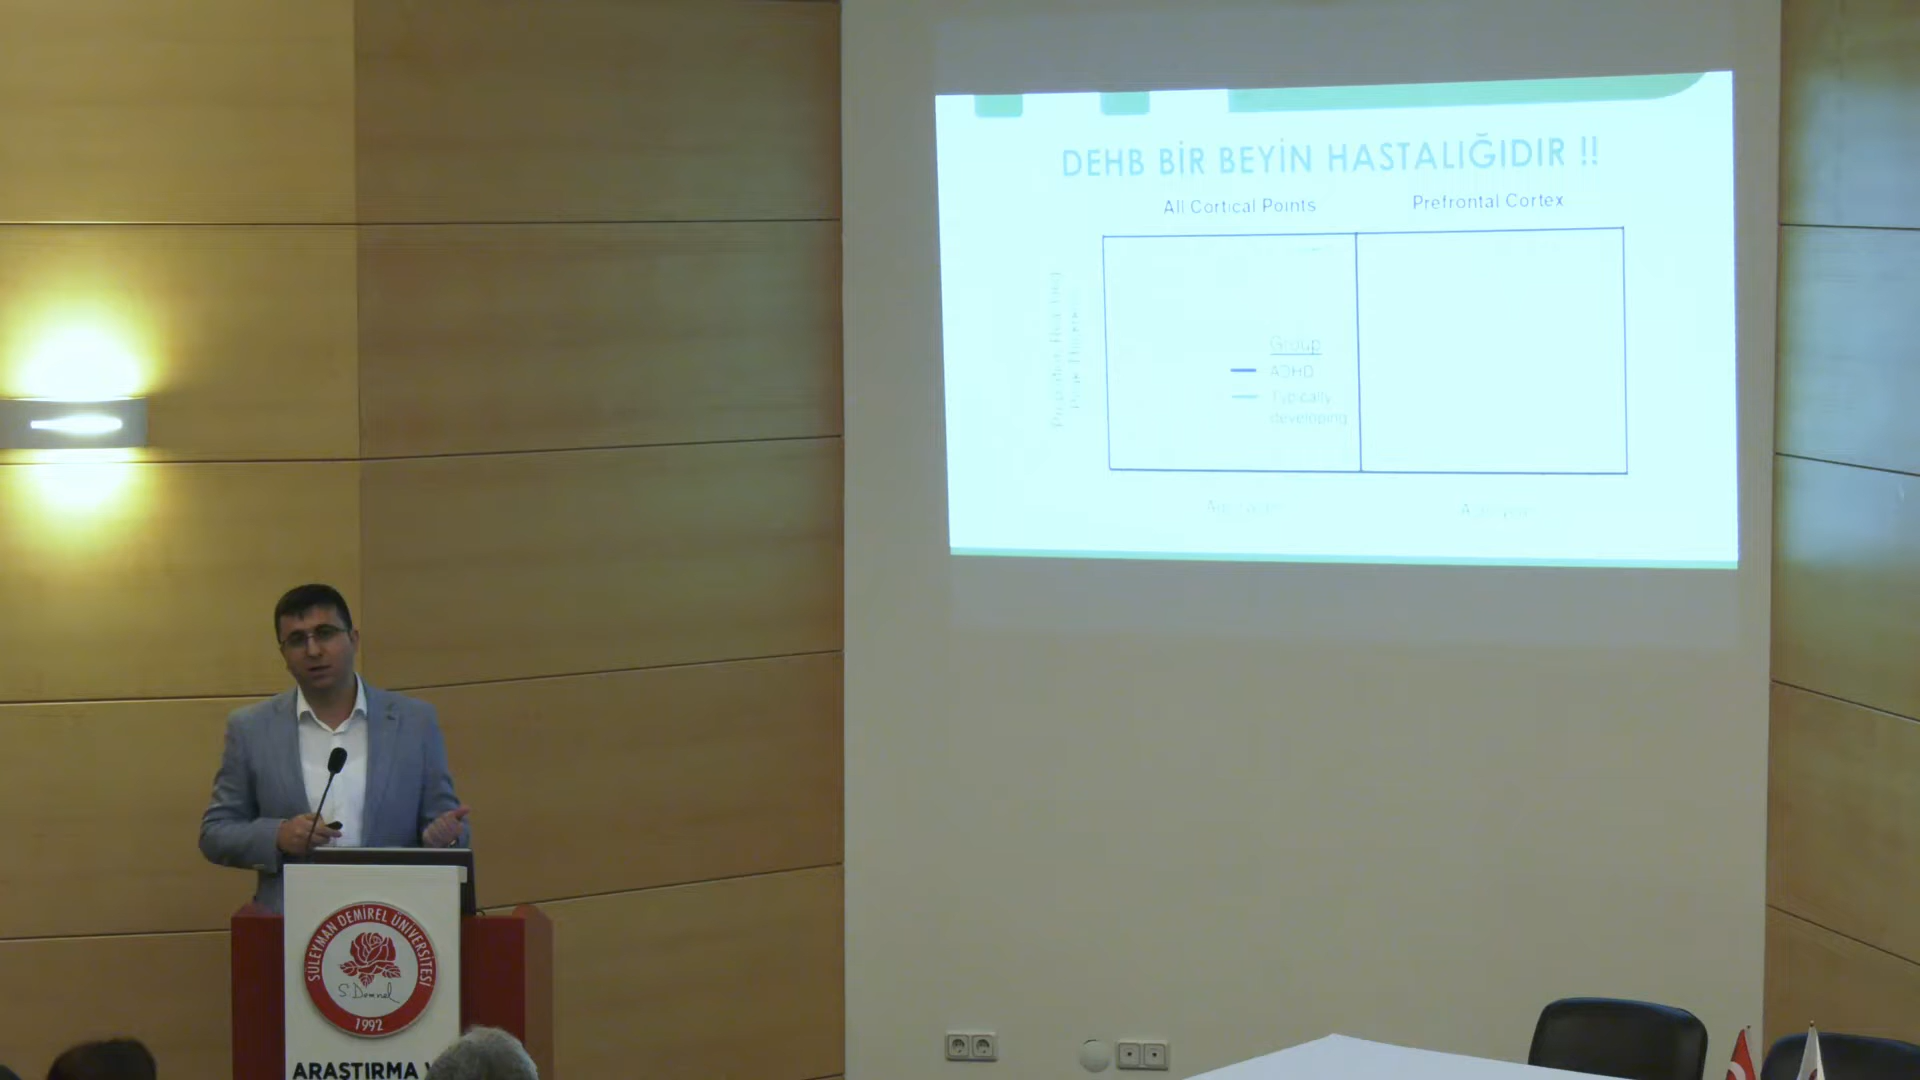 DEHB BİR BEYİN HASTALIĞIDIR !!
All Cortical Points
Prefrontal Cortex
Group
ADHD
Typically
developing
SÜLEYMAN DEMİREL ÜNİVERSİTESİ
S. Demirel
1992
ARAŞTIRMA